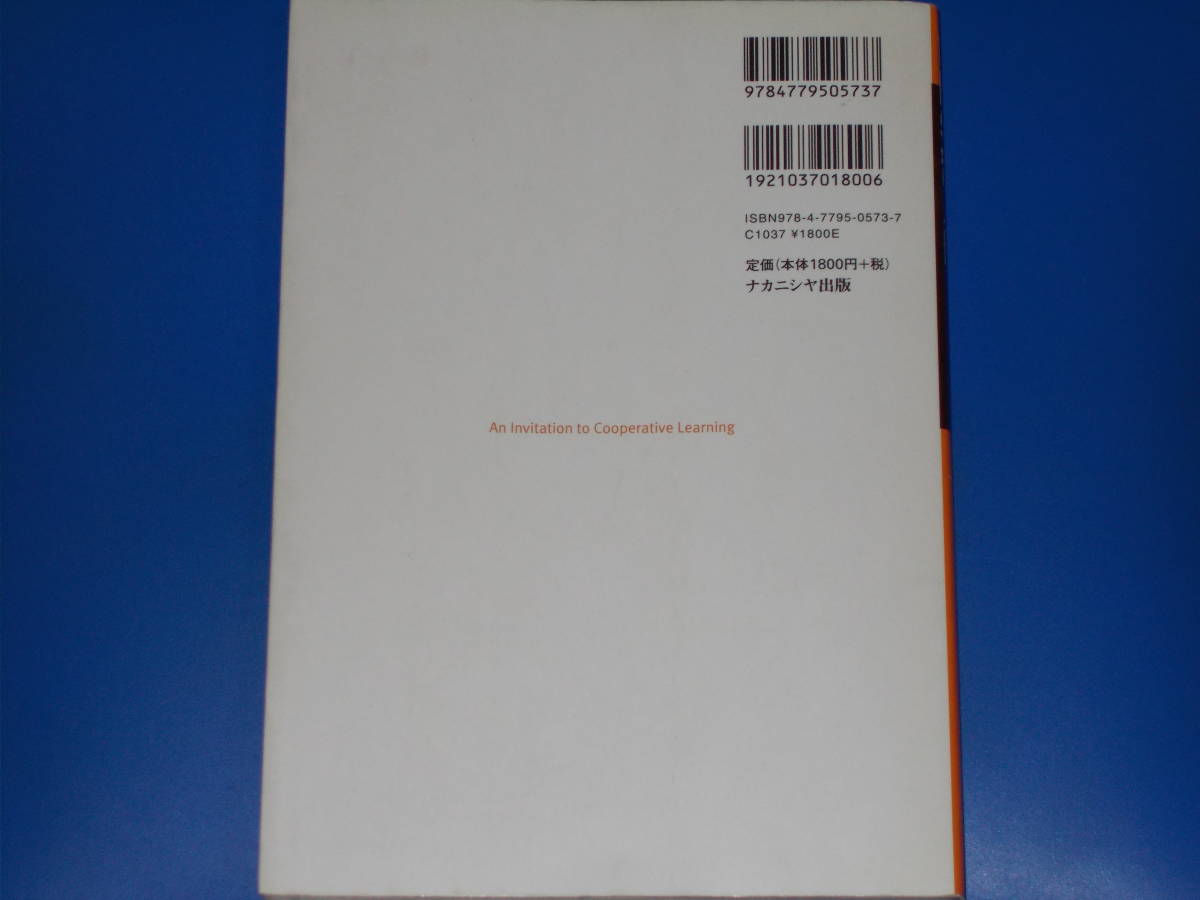 9784779505737
1921037018006
ISBN978-4-7795-0573-7
C1037 ¥1800E
定価(本体1800円+税)
ナカニシヤ出版
An Invitation to Cooperative Learning